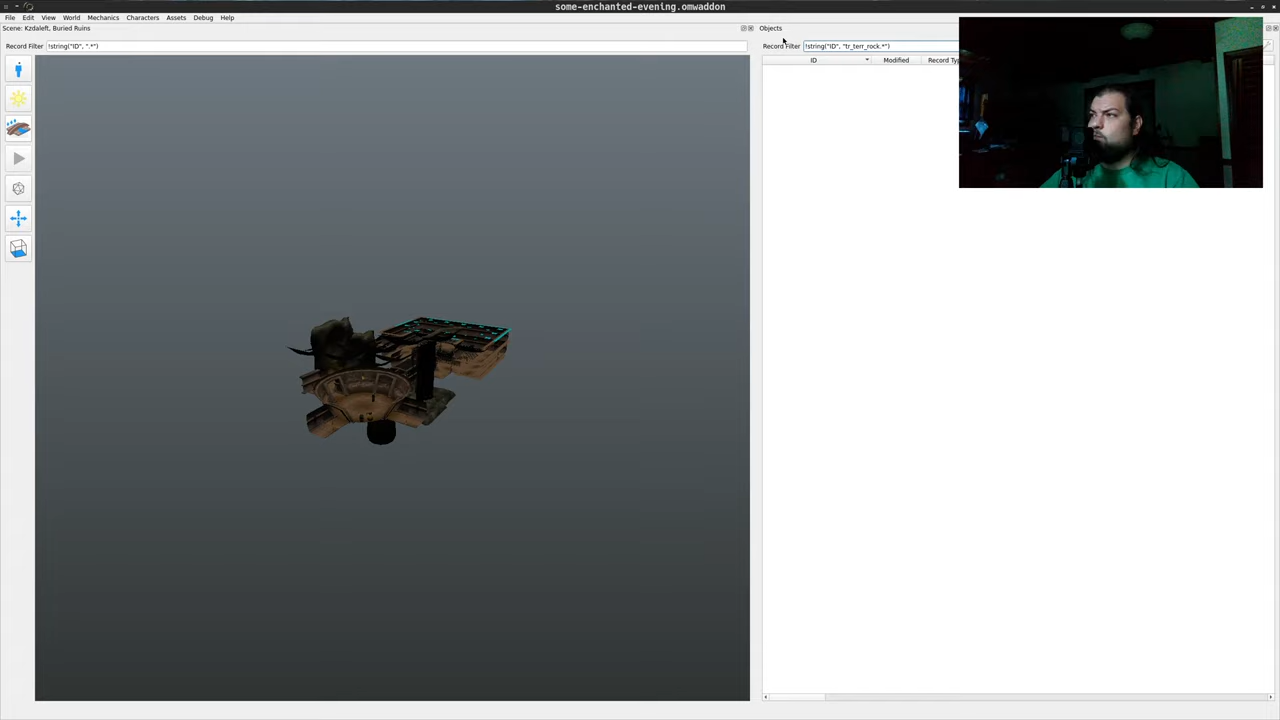 some-enchanted-evening.omwaddon
File Edit View World Mechanics Characters Assets Debug Help
Scene: Kzdaleft, Buried Ruins
Record Filter !string("ID", ".*")
Objects
Record Filter !string("ID", "tr_terr_rock.*")
ID Modified Record Typ